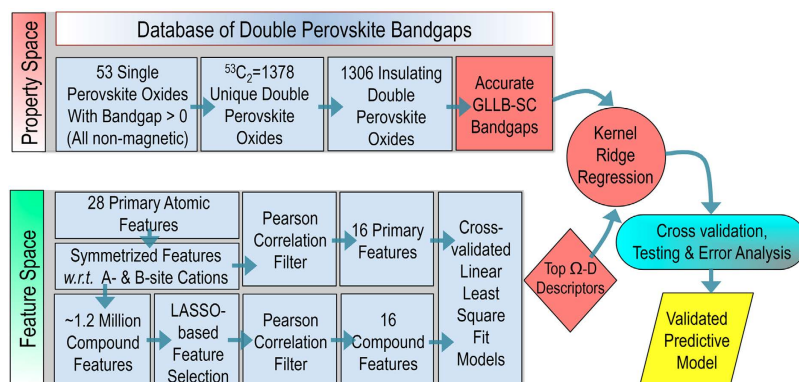 Property Space
Database of Double Perovskite Bandgaps
53 Single
Perovskite Oxides
With Bandgap > 0
(All non-magnetic)
⁵³C₂=1378
Unique Double
Perovskite
Oxides
1306 Insulating
Double
Perovskite
Oxides
Accurate
GLLB-SC
Bandgaps
Kernel
Ridge
Regression
Feature Space
28 Primary Atomic
Features
Symmetrized Features
w.r.t. A- & B-site Cations
~1.2 Million
Compound
Features
LASSO-
based
Feature
Selection
Pearson
Correlation
Filter
16 Primary
Features
Pearson
Correlation
Filter
16
Compound
Features
Cross-
validated
Linear
Least
Square
Fit
Models
Top Ω-D
Descriptors
Cross validation,
Testing & Error Analysis
Validated
Predictive
Model